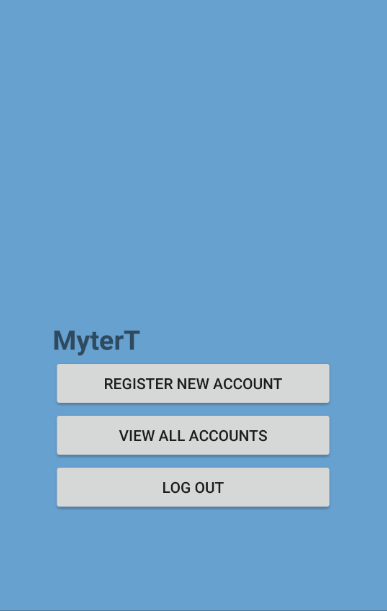 MyterT
REGISTER NEW ACCOUNT
VIEW ALL ACCOUNTS
LOG OUT